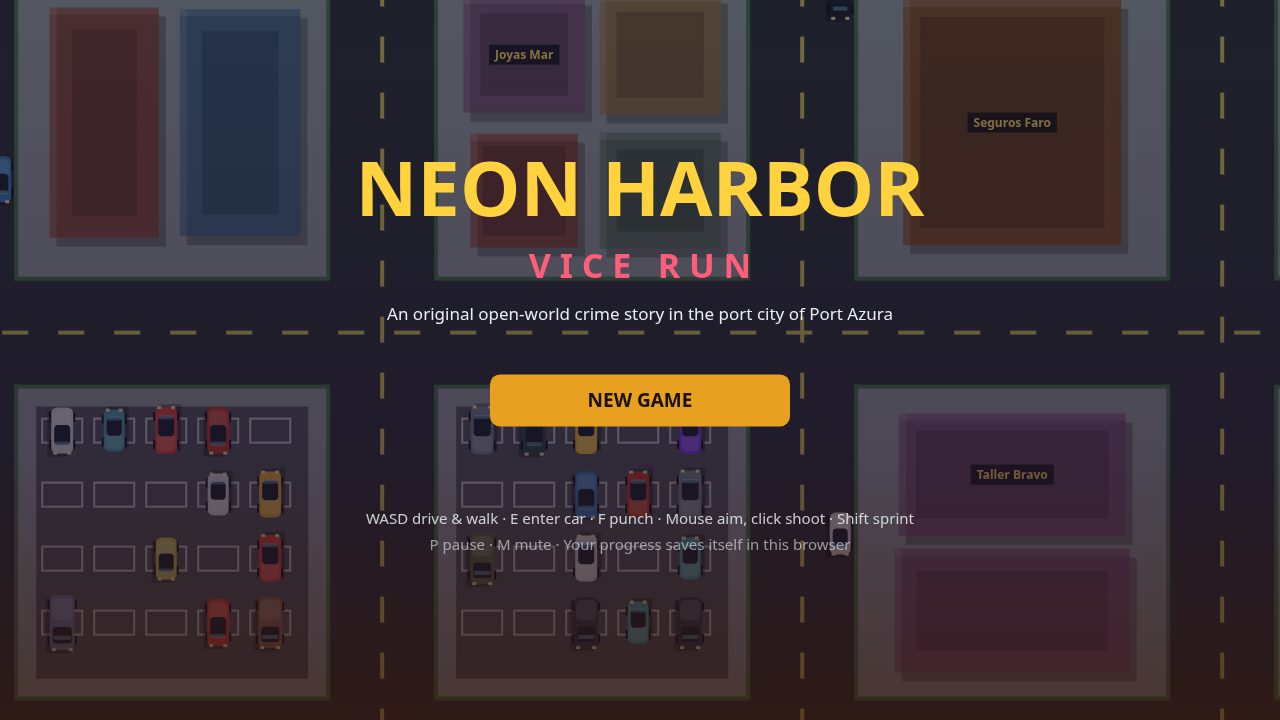 Joyas Mar
Seguros Faro
NEON HARBOR
VICE RUN
An original open-world crime story in the port city of Port Azura
NEW GAME
Taller Bravo
WASD drive & walk · E enter car · F punch · Mouse aim, click shoot · Shift sprint
P pause · M mute · Your progress saves itself in this browser